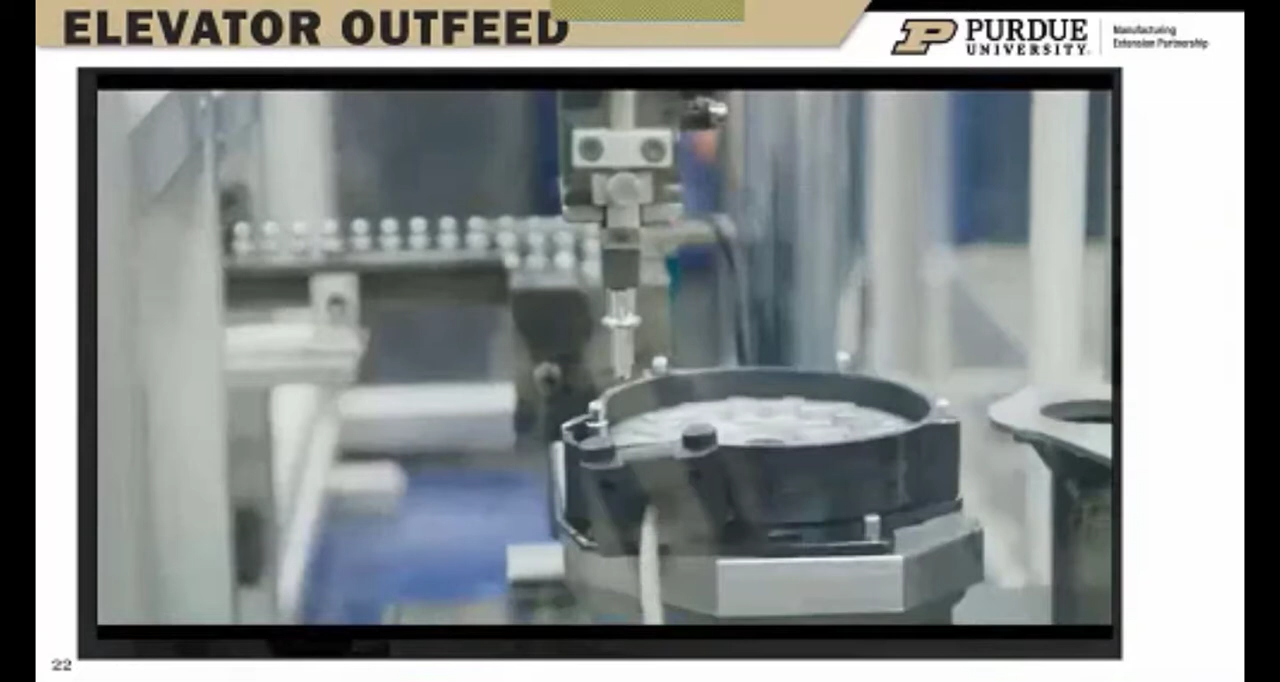 ELEVATOR OUTFEED
PURDUE
UNIVERSITY.
Manufacturing
Extension Partnership
22